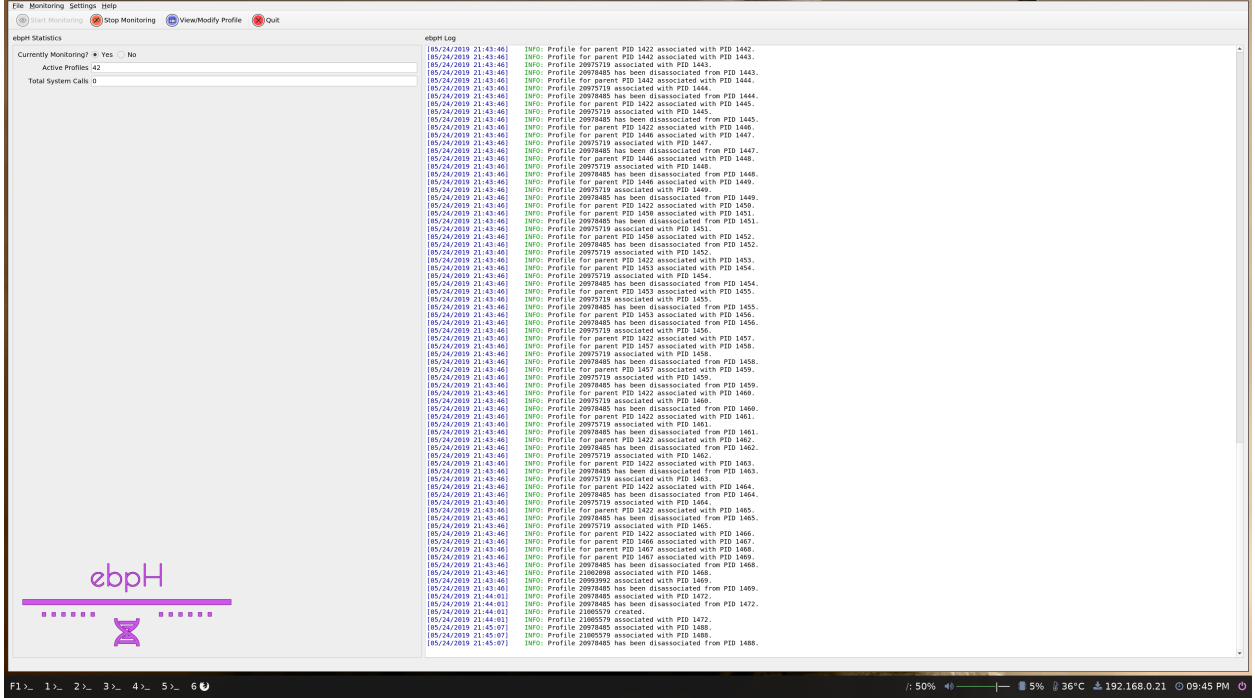 File Monitoring Settings Help
Start Monitoring Stop Monitoring View/Modify Profile Quit
ebpH Statistics
Currently Monitoring? Yes No
Active Profiles 42
Total System Calls 0
ebpH
ebpH Log
[05/24/2019 21:43:46] INFO: Profile for parent PID 1422 associated with PID 1442.
[05/24/2019 21:43:46] INFO: Profile for parent PID 1442 associated with PID 1443.
[05/24/2019 21:43:46] INFO: Profile 20975719 associated with PID 1443.
[05/24/2019 21:43:46] INFO: Profile 20978485 has been disassociated from PID 1443.
[05/24/2019 21:43:46] INFO: Profile for parent PID 1442 associated with PID 1444.
[05/24/2019 21:43:46] INFO: Profile 20975719 associated with PID 1444.
[05/24/2019 21:43:46] INFO: Profile 20978485 has been disassociated from PID 1444.
[05/24/2019 21:43:46] INFO: Profile for parent PID 1422 associated with PID 1445.
[05/24/2019 21:43:46] INFO: Profile 20975719 associated with PID 1445.
[05/24/2019 21:43:46] INFO: Profile 20978485 has been disassociated from PID 1445.
[05/24/2019 21:43:46] INFO: Profile for parent PID 1422 associated with PID 1446.
[05/24/2019 21:43:46] INFO: Profile for parent PID 1446 associated with PID 1447.
[05/24/2019 21:43:46] INFO: Profile 20975719 associated with PID 1447.
[05/24/2019 21:43:46] INFO: Profile 20978485 has been disassociated from PID 1447.
[05/24/2019 21:43:46] INFO: Profile for parent PID 1446 associated with PID 1448.
[05/24/2019 21:43:46] INFO: Profile 20975719 associated with PID 1448.
[05/24/2019 21:43:46] INFO: Profile 20978485 has been disassociated from PID 1448.
[05/24/2019 21:43:46] INFO: Profile for parent PID 1446 associated with PID 1449.
[05/24/2019 21:43:46] INFO: Profile 20975719 associated with PID 1449.
[05/24/2019 21:43:46] INFO: Profile 20978485 has been disassociated from PID 1449.
[05/24/2019 21:43:46] INFO: Profile for parent PID 1422 associated with PID 1450.
[05/24/2019 21:43:46] INFO: Profile for parent PID 1450 associated with PID 1451.
[05/24/2019 21:43:46] INFO: Profile 20978485 has been disassociated from PID 1451.
[05/24/2019 21:43:46] INFO: Profile 20975719 associated with PID 1451.
[05/24/2019 21:43:46] INFO: Profile for parent PID 1450 associated with PID 1452.
[05/24/2019 21:43:46] INFO: Profile 20978485 has been disassociated from PID 1452.
[05/24/2019 21:43:46] INFO: Profile 20975719 associated with PID 1452.
[05/24/2019 21:43:46] INFO: Profile for parent PID 1422 associated with PID 1453.
[05/24/2019 21:43:46] INFO: Profile for parent PID 1453 associated with PID 1454.
[05/24/2019 21:43:46] INFO: Profile 20975719 associated with PID 1454.
[05/24/2019 21:43:46] INFO: Profile 20978485 has been disassociated from PID 1454.
[05/24/2019 21:43:46] INFO: Profile for parent PID 1453 associated with PID 1455.
[05/24/2019 21:43:46] INFO: Profile 20975719 associated with PID 1455.
[05/24/2019 21:43:46] INFO: Profile 20978485 has been disassociated from PID 1455.
[05/24/2019 21:43:46] INFO: Profile for parent PID 1453 associated with PID 1456.
[05/24/2019 21:43:46] INFO: Profile 20978485 has been disassociated from PID 1456.
[05/24/2019 21:43:46] INFO: Profile 20975719 associated with PID 1456.
[05/24/2019 21:43:46] INFO: Profile for parent PID 1422 associated with PID 1457.
[05/24/2019 21:43:46] INFO: Profile for parent PID 1457 associated with PID 1458.
[05/24/2019 21:43:46] INFO: Profile 20975719 associated with PID 1458.
[05/24/2019 21:43:46] INFO: Profile 20978485 has been disassociated from PID 1458.
[05/24/2019 21:43:46] INFO: Profile for parent PID 1457 associated with PID 1459.
[05/24/2019 21:43:46] INFO: Profile 20975719 associated with PID 1459.
[05/24/2019 21:43:46] INFO: Profile 20978485 has been disassociated from PID 1459.
[05/24/2019 21:43:46] INFO: Profile for parent PID 1422 associated with PID 1460.
[05/24/2019 21:43:46] INFO: Profile 20975719 associated with PID 1460.
[05/24/2019 21:43:46] INFO: Profile 20978485 has been disassociated from PID 1460.
[05/24/2019 21:43:46] INFO: Profile for parent PID 1422 associated with PID 1461.
[05/24/2019 21:43:46] INFO: Profile 20975719 associated with PID 1461.
[05/24/2019 21:43:46] INFO: Profile 20978485 has been disassociated from PID 1461.
[05/24/2019 21:43:46] INFO: Profile for parent PID 1422 associated with PID 1462.
[05/24/2019 21:43:46] INFO: Profile 20978485 has been disassociated from PID 1462.
[05/24/2019 21:43:46] INFO: Profile 20975719 associated with PID 1462.
[05/24/2019 21:43:46] INFO: Profile for parent PID 1422 associated with PID 1463.
[05/24/2019 21:43:46] INFO: Profile 20978485 has been disassociated from PID 1463.
[05/24/2019 21:43:46] INFO: Profile 20975719 associated with PID 1463.
[05/24/2019 21:43:46] INFO: Profile for parent PID 1422 associated with PID 1464.
[05/24/2019 21:43:46] INFO: Profile 20978485 has been disassociated from PID 1464.
[05/24/2019 21:43:46] INFO: Profile 20975719 associated with PID 1464.
[05/24/2019 21:43:46] INFO: Profile for parent PID 1422 associated with PID 1465.
[05/24/2019 21:43:46] INFO: Profile 20978485 has been disassociated from PID 1465.
[05/24/2019 21:43:46] INFO: Profile 20975719 associated with PID 1465.
[05/24/2019 21:43:46] INFO: Profile for parent PID 1422 associated with PID 1466.
[05/24/2019 21:43:46] INFO: Profile for parent PID 1466 associated with PID 1467.
[05/24/2019 21:43:46] INFO: Profile for parent PID 1467 associated with PID 1468.
[05/24/2019 21:43:46] INFO: Profile for parent PID 1467 associated with PID 1469.
[05/24/2019 21:43:46] INFO: Profile 20978485 has been disassociated from PID 1468.
[05/24/2019 21:43:46] INFO: Profile 21002098 associated with PID 1468.
[05/24/2019 21:43:46] INFO: Profile 20993992 associated with PID 1469.
[05/24/2019 21:43:46] INFO: Profile 20978485 has been disassociated from PID 1469.
[05/24/2019 21:44:01] INFO: Profile 20978485 associated with PID 1472.
[05/24/2019 21:44:01] INFO: Profile 20978485 has been disassociated from PID 1472.
[05/24/2019 21:44:01] INFO: Profile 21005579 created.
[05/24/2019 21:44:01] INFO: Profile 21005579 associated with PID 1472.
[05/24/2019 21:45:07] INFO: Profile 20978485 associated with PID 1488.
[05/24/2019 21:45:07] INFO: Profile 21005579 associated with PID 1488.
[05/24/2019 21:45:07] INFO: Profile 20978485 has been disassociated from PID 1488.
F1 >_ 1 >_ 2 >_ 3 >_ 4 >_ 5 >_ 6 /: 50% 5% 36°C 192.168.0.21 09:45 PM